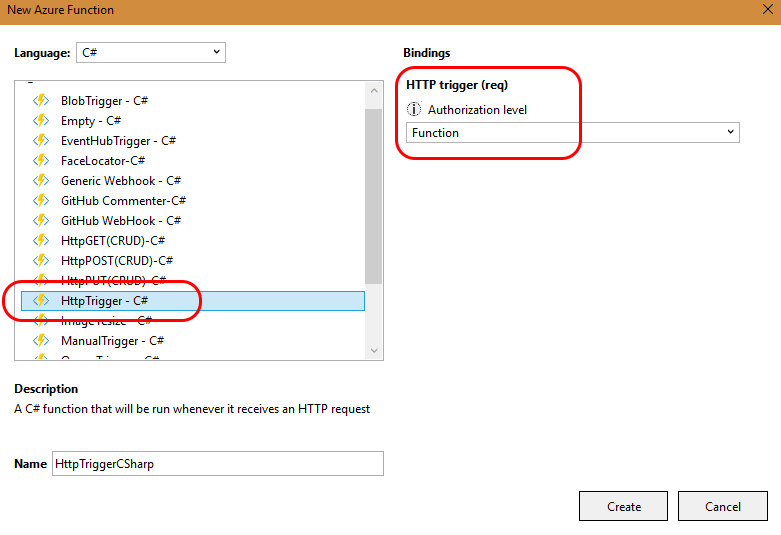 New Azure Function
Language: C#
BlobTrigger - C#
Empty - C#
EventHubTrigger - C#
FaceLocator-C#
Generic Webhook - C#
GitHub Commenter-C#
GitHub WebHook - C#
HttpGET(CRUD)-C#
HttpPOST(CRUD)-C#
HttpPUT(CRUD)-C#
HttpTrigger - C#
Image resize - C#
ManualTrigger - C#
Description
A C# function that will be run whenever it receives an HTTP request
Name HttpTriggerCSharp
Bindings
HTTP trigger (req)
Authorization level
Function
Create Cancel